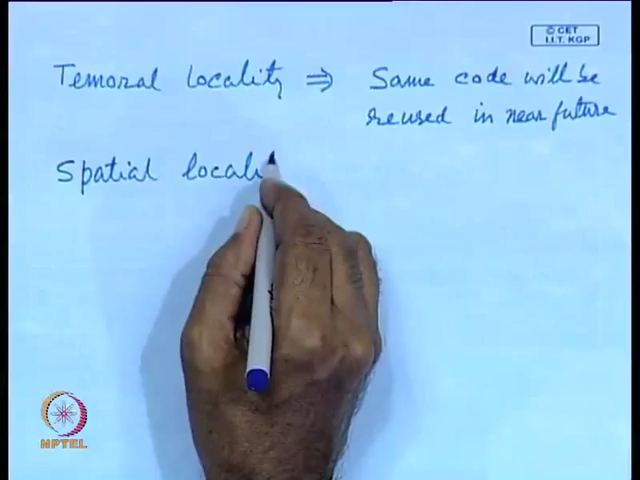 © CET
I.I.T. KGP
Temoral locality ⇒ Same code will be
reused in near future
Spatial locali
NPTEL